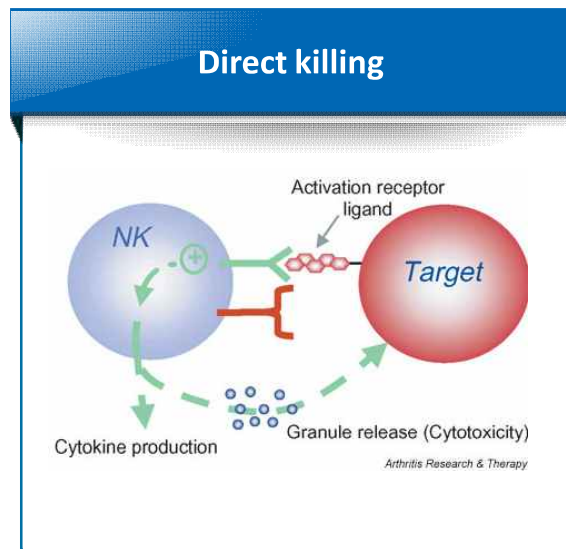 Direct killing
Activation receptor
ligand
NK
+
Target
Granule release (Cytotoxicity)
Cytokine production
Arthritis Research & Therapy